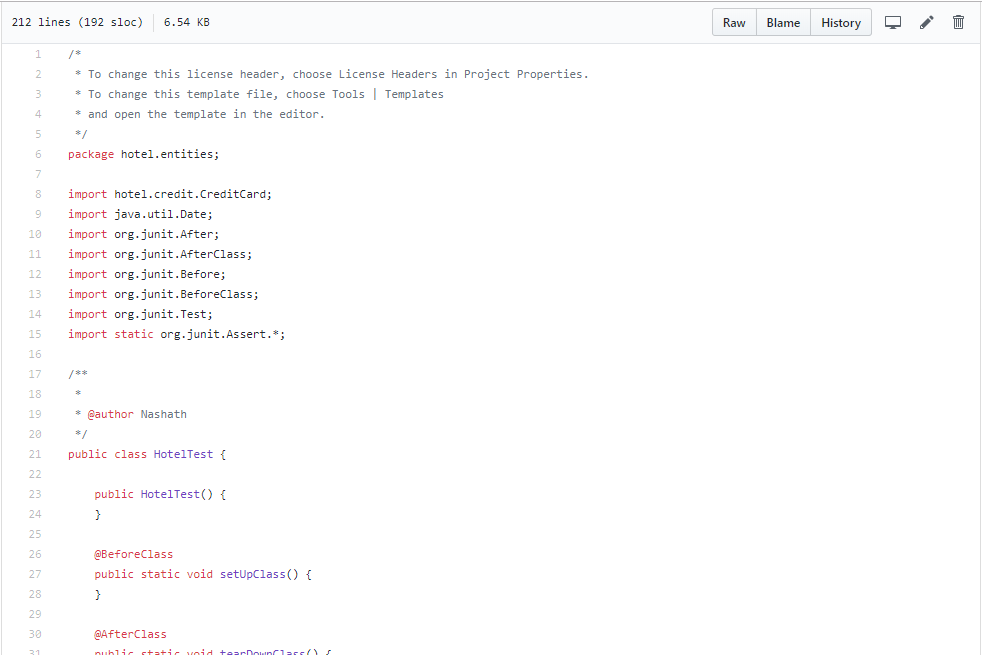 212 lines (192 sloc) 6.54 KB Raw Blame History
1 /*
2  * To change this license header, choose License Headers in Project Properties.
3  * To change this template file, choose Tools | Templates
4  * and open the template in the editor.
5  */
6 package hotel.entities;
7
8 import hotel.credit.CreditCard;
9 import java.util.Date;
10 import org.junit.After;
11 import org.junit.AfterClass;
12 import org.junit.Before;
13 import org.junit.BeforeClass;
14 import org.junit.Test;
15 import static org.junit.Assert.*;
16
17 /**
18  *
19  * @author Nashath
20  */
21 public class HotelTest {
22
23     public HotelTest() {
24     }
25
26     @BeforeClass
27     public static void setUpClass() {
28     }
29
30     @AfterClass
31     public static void tearDownClass() {